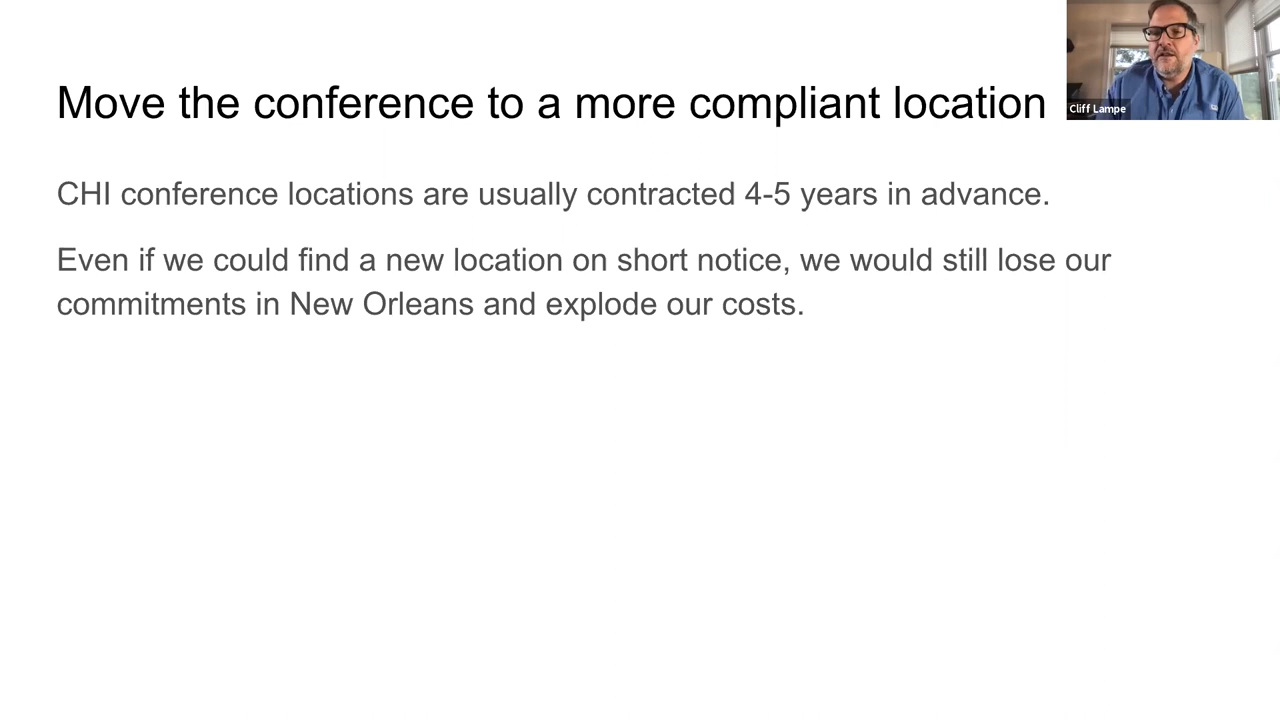 Move the conference to a more compliant location
Cliff Lampe
CHI conference locations are usually contracted 4-5 years in advance.
Even if we could find a new location on short notice, we would still lose our
commitments in New Orleans and explode our costs.